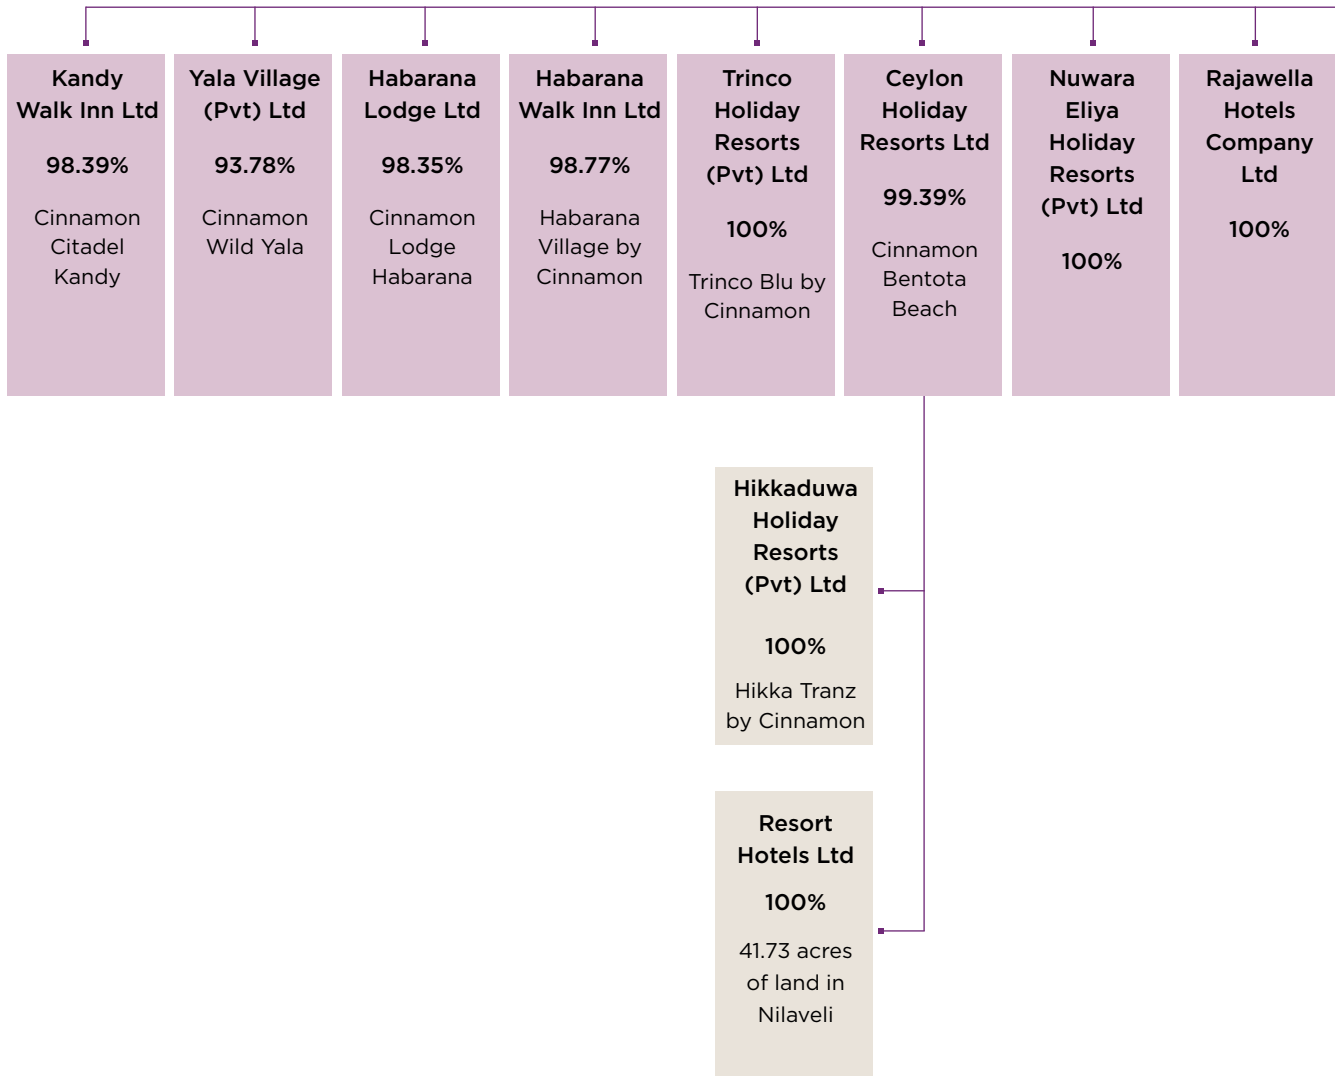 Kandy
Walk Inn Ltd
98.39%
Cinnamon
Citadel
Kandy
Yala Village
(Pvt) Ltd
93.78%
Cinnamon
Wild Yala
Habarana
Lodge Ltd
98.35%
Cinnamon
Lodge
Habarana
Habarana
Walk Inn Ltd
98.77%
Habarana
Village by
Cinnamon
Trinco
Holiday
Resorts
(Pvt) Ltd
100%
Trinco Blu by
Cinnamon
Ceylon
Holiday
Resorts Ltd
99.39%
Cinnamon
Bentota
Beach
Nuwara
Eliya
Holiday
Resorts
(Pvt) Ltd
100%
Rajawella
Hotels
Company
Ltd
100%
Hikkaduwa
Holiday
Resorts
(Pvt) Ltd
100%
Hikka Tranz
by Cinnamon
Resort
Hotels Ltd
100%
41.73 acres
of land in
Nilaveli